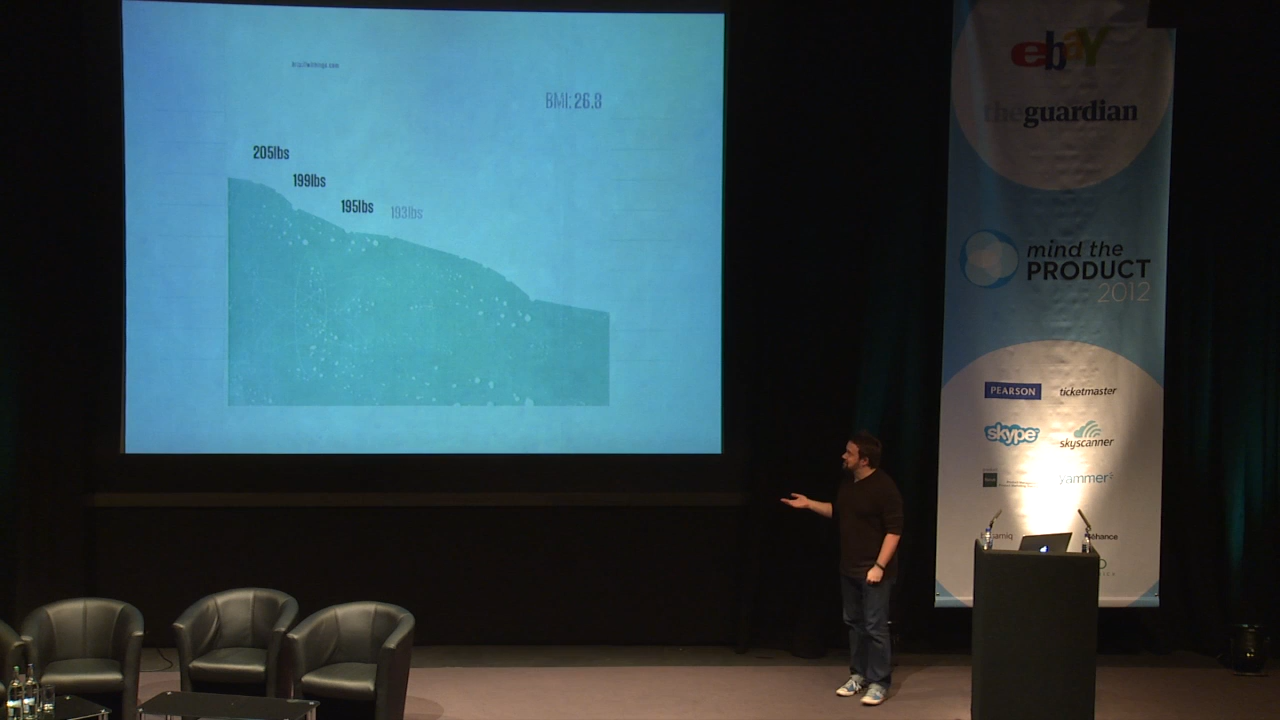 BMI: 26.8
205lbs
199lbs
195lbs
193lbs
ebay
theguardian
mind the
PRODUCT
2012
PEARSON
ticketmaster
skype
skyscanner
yammer